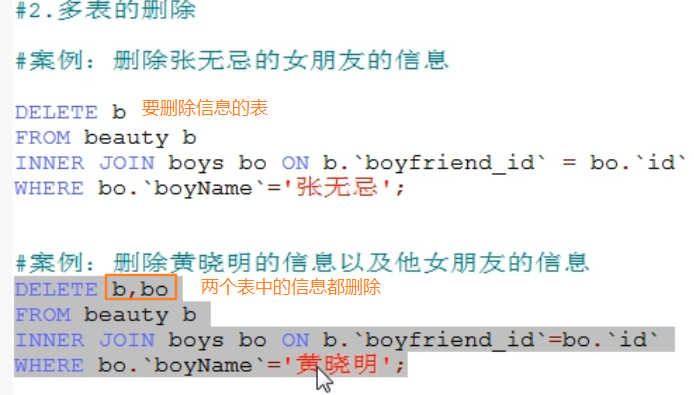 #2.多表的删除
#案例：删除张无忌的女朋友的信息
DELETE b 要删除信息的表
FROM beauty b
INNER JOIN boys bo ON b.`boyfriend_id` = bo.`id`
WHERE bo.`boyName`='张无忌';
#案例：删除黄晓明的信息以及他女朋友的信息
DELETE b,bo 两个表中的信息都删除
FROM beauty b
INNER JOIN boys bo ON b.`boyfriend_id`=bo.`id`
WHERE bo.`boyName`='黄晓明';